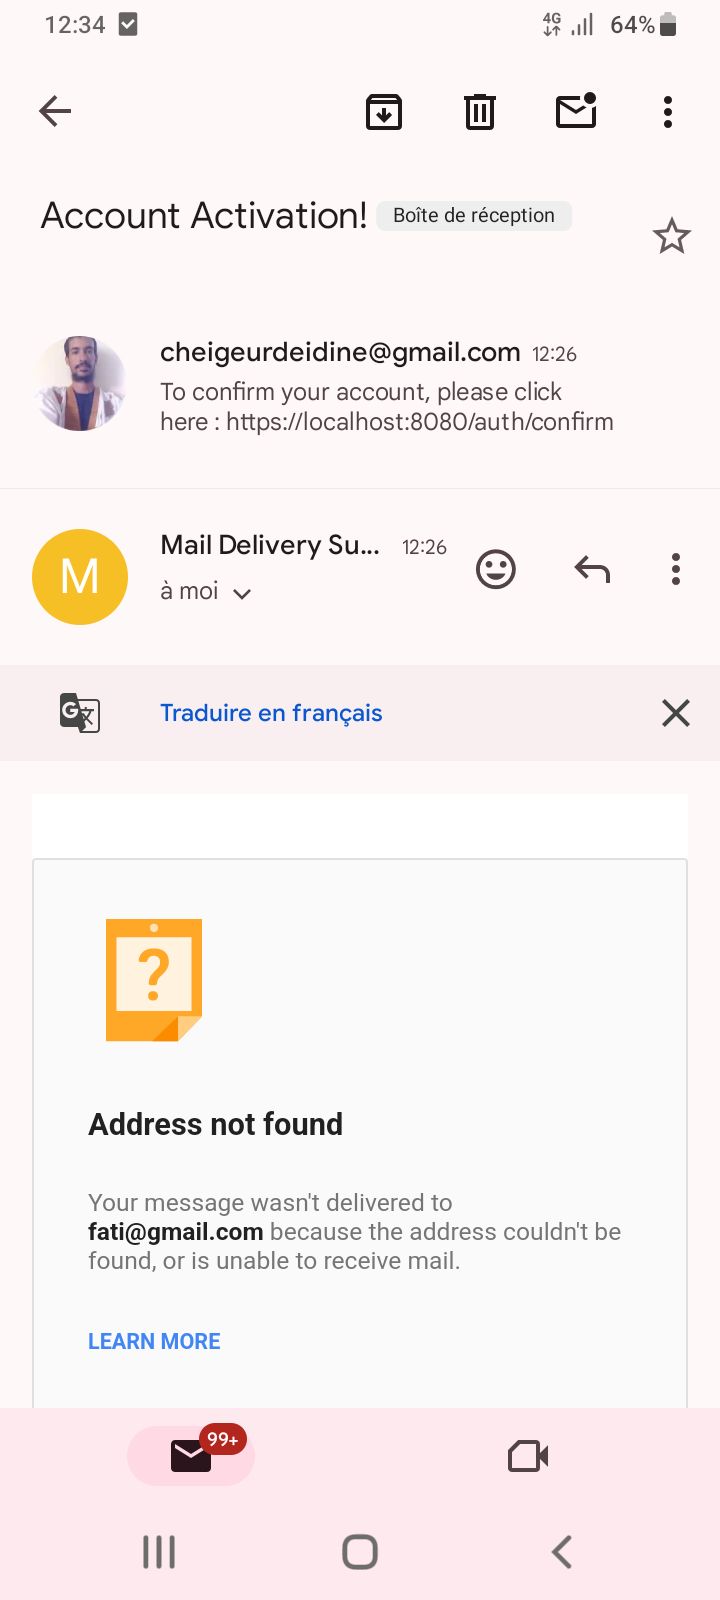 12:34
4G
64%
Account Activation! Boîte de réception
cheigeurdeidine@gmail.com 12:26
To confirm your account, please click
here : https://localhost:8080/auth/confirm
M
Mail Delivery Su... 12:26
à moi
G 文
Traduire en français
?
Address not found
Your message wasn't delivered to
fati@gmail.com because the address couldn't be
found, or is unable to receive mail.
LEARN MORE
99+